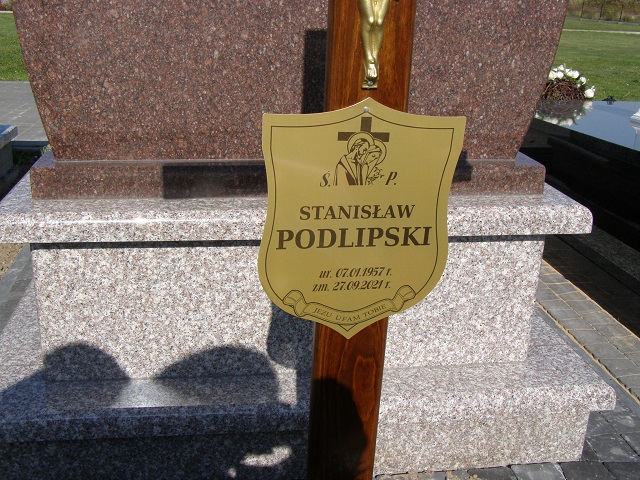 Ś. P.
STANISŁAW
PODLIPSKI
ur. 07.01.1957 r.
zm. 27.09.2021 r.
JEZU UFAM TOBIE